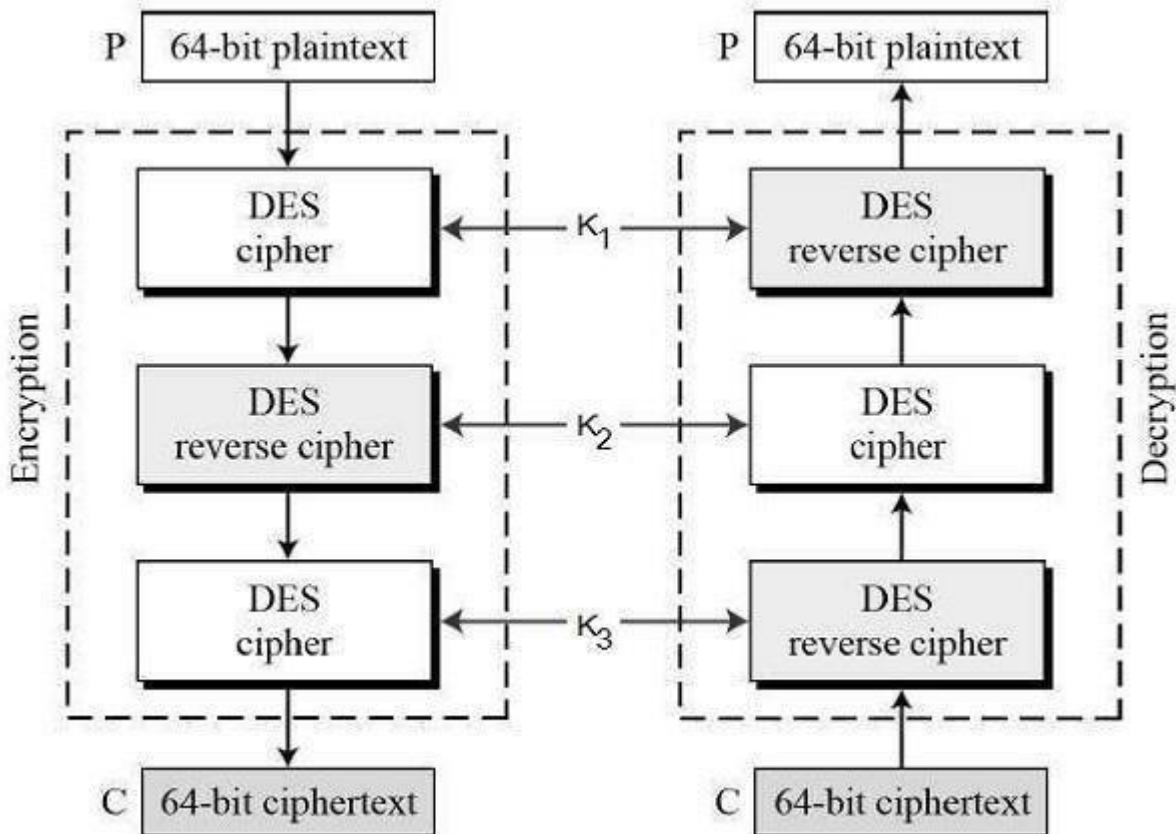 P 64-bit plaintext
P 64-bit plaintext
Encryption
DES
cipher
K1
DES
reverse cipher
DES
reverse cipher
K2
DES
cipher
DES
cipher
K3
DES
reverse cipher
Decryption
C 64-bit ciphertext
C 64-bit ciphertext